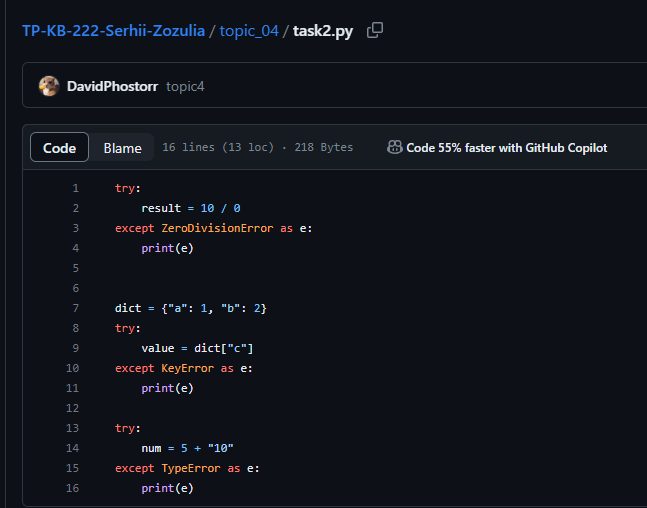 TP-KB-222-Serhii-Zozulia / topic_04 / task2.py
DavidPhostorr topic4
Code Blame 16 lines (13 loc) · 218 Bytes Code 55% faster with GitHub Copilot
1 try:
2     result = 10 / 0
3 except ZeroDivisionError as e:
4     print(e)
5
6
7 dict = {"a": 1, "b": 2}
8 try:
9     value = dict["c"]
10 except KeyError as e:
11     print(e)
12
13 try:
14     num = 5 + "10"
15 except TypeError as e:
16     print(e)